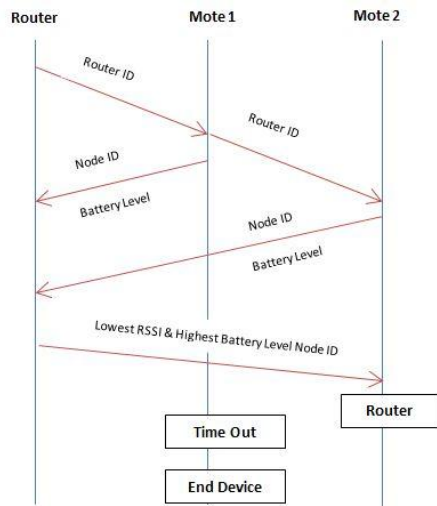 Router
Mote 1
Mote 2
Router ID
Router ID
Node ID
Battery Level
Node ID
Battery Level
Lowest RSSI & Highest Battery Level Node ID
Router
Time Out
End Device